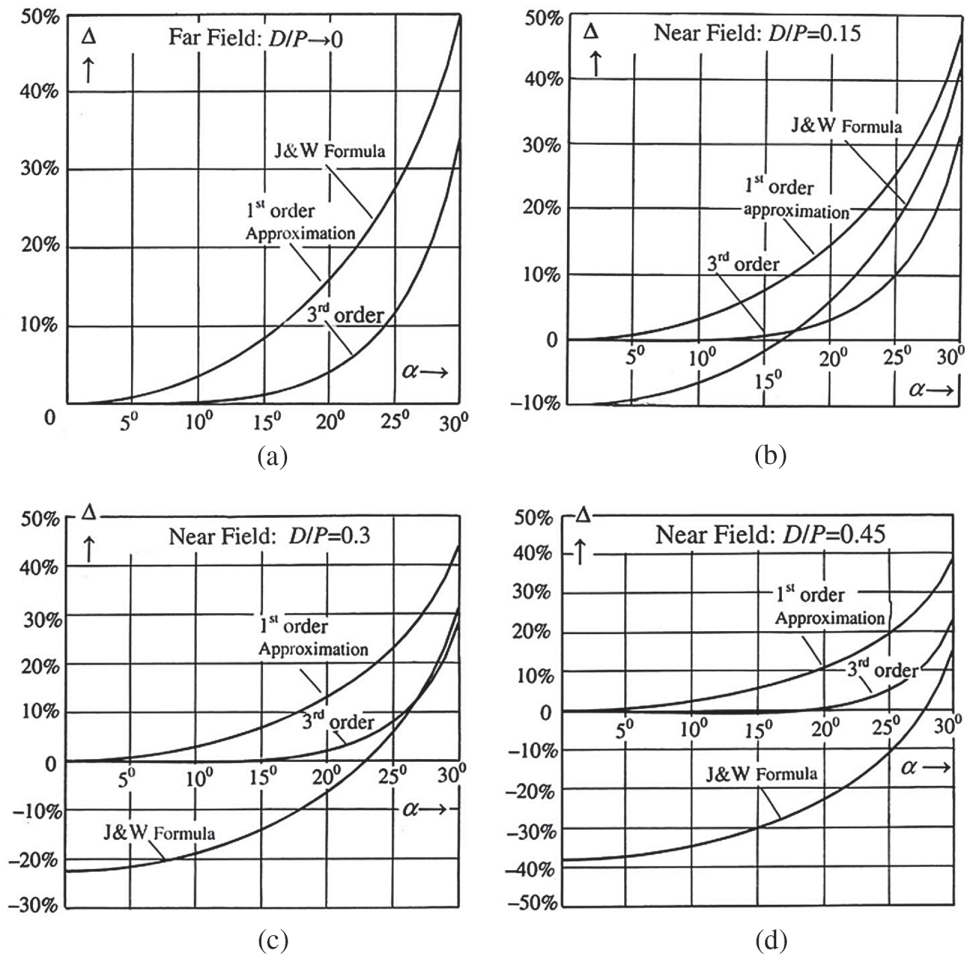 50%
Δ
↑
Far Field: D/P→0
40%
J&W Formula
30%
1st order
Approximation
20%
3rd order
10%
α→
0
5⁰ 10⁰ 15⁰ 20⁰ 25⁰ 30⁰
(a)
50%
Δ
↑
Near Field: D/P=0.15
40%
J&W Formula
30%
1st order
approximation
20%
3rd order
10%
0
5⁰ 10⁰ 15⁰ 20⁰ 25⁰ 30⁰
α→
−10%
(b)
50%
Δ
↑
Near Field: D/P=0.3
40%
30%
1st order
Approximation
20%
10%
3rd order
0
5⁰ 10⁰ 15⁰ 20⁰ 25⁰ 30⁰
−10%
α→
J&W Formula
−20%
−30%
(c)
50%
Δ
↑
Near Field: D/P=0.45
40%
30%
1st order
Approximation
20%
3rd order
10%
0
5⁰ 10⁰ 15⁰ 20⁰ 25⁰ 30⁰
-10%
α→
J&W Formula
−20%
−30%
−40%
−50%
(d)